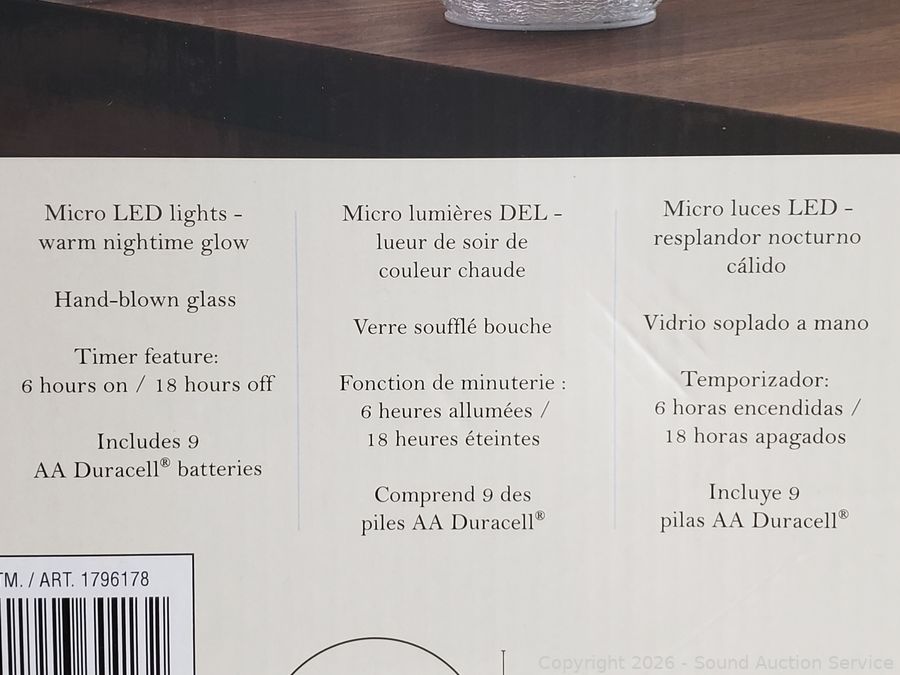 Micro LED lights -
warm nightime glow
Hand-blown glass
Timer feature:
6 hours on / 18 hours off
Includes 9
AA Duracell® batteries
Micro lumières DEL -
lueur de soir de
couleur chaude
Verre soufflé bouche
Fonction de minuterie :
6 heures allumées /
18 heures éteintes
Comprend 9 des
piles AA Duracell®
Micro luces LED -
resplandor nocturno
cálido
Vidrio soplado a mano
Temporizador:
6 horas encendidas /
18 horas apagados
Incluye 9
pilas AA Duracell®
TM. / ART. 1796178
Copyright 2026 - Sound Auction Service